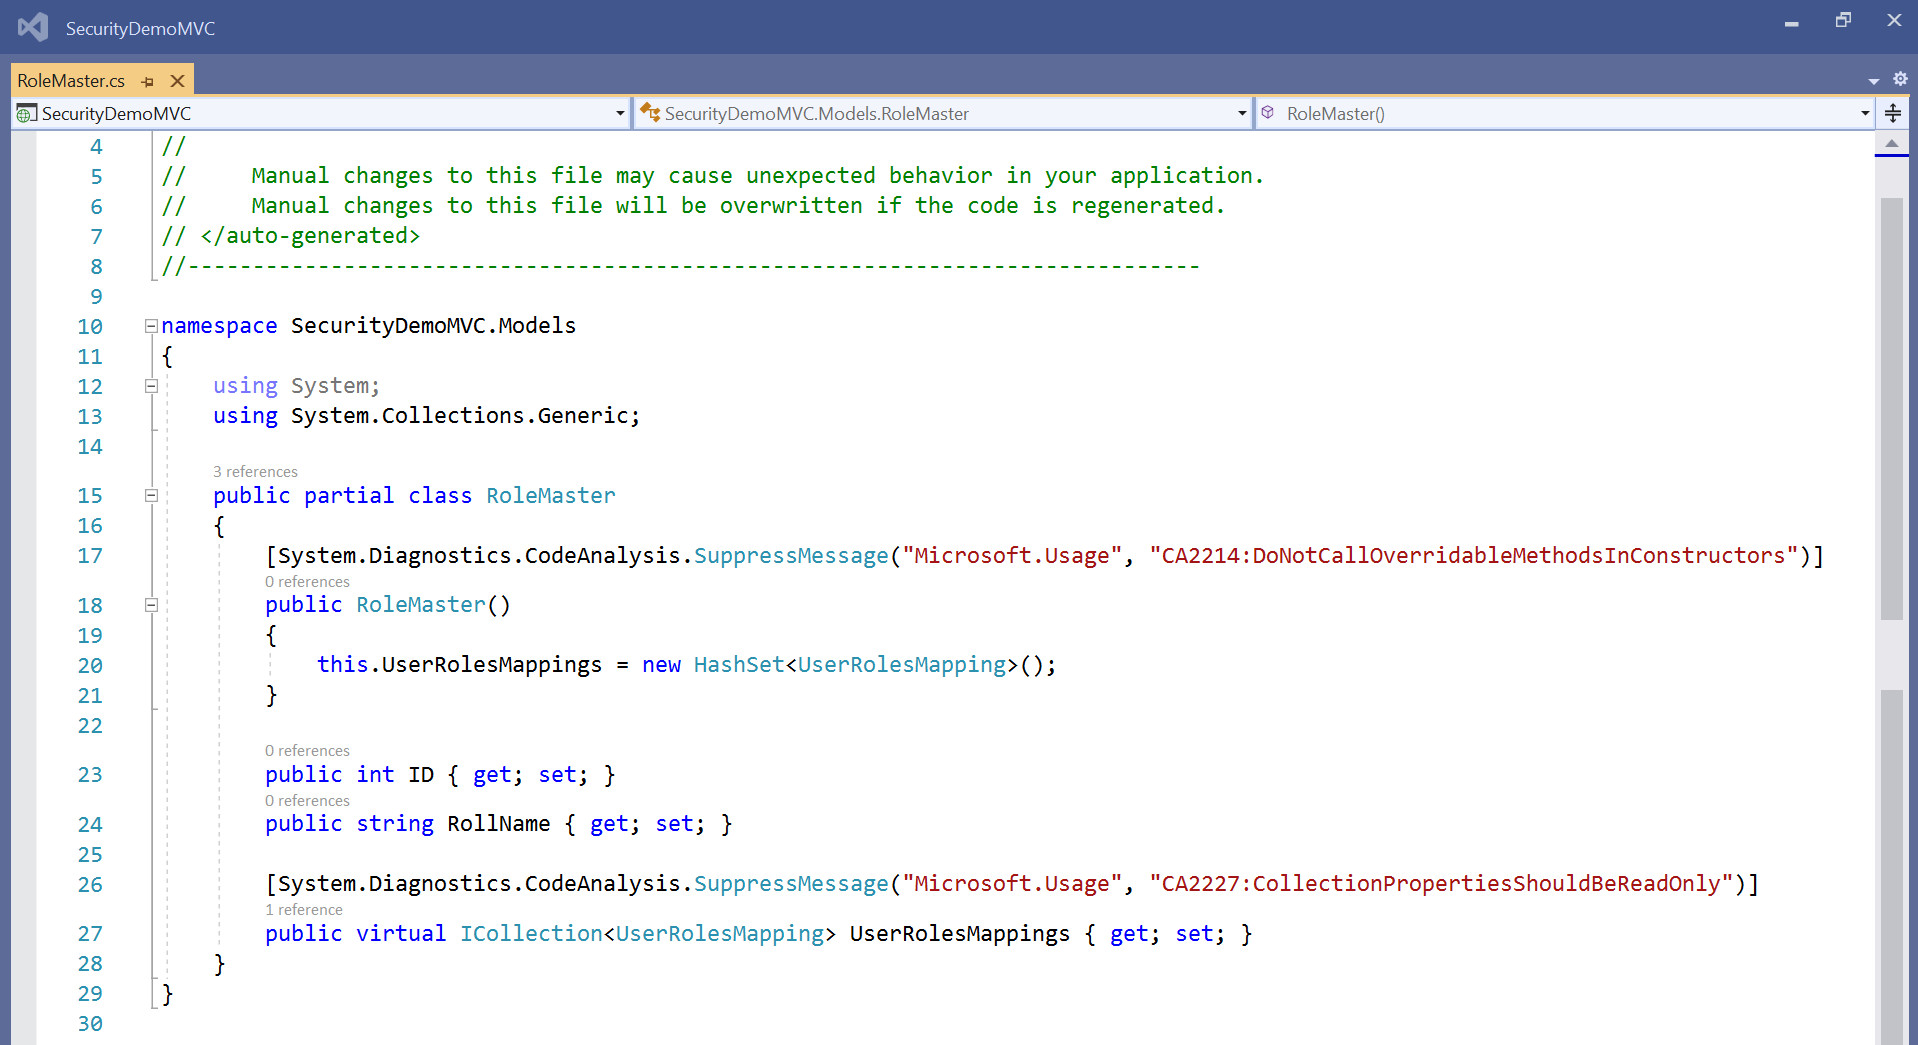 SecurityDemoMVC
RoleMaster.cs
SecurityDemoMVC SecurityDemoMVC.Models.RoleMaster RoleMaster()
4 //
5 //     Manual changes to this file may cause unexpected behavior in your application.
6 //     Manual changes to this file will be overwritten if the code is regenerated.
7 // </auto-generated>
8 //------------------------------------------------------------------------------
9
10 namespace SecurityDemoMVC.Models
11 {
12     using System;
13     using System.Collections.Generic;
14
3 references
15     public partial class RoleMaster
16     {
17         [System.Diagnostics.CodeAnalysis.SuppressMessage("Microsoft.Usage", "CA2214:DoNotCallOverridableMethodsInConstructors")]
0 references
18         public RoleMaster()
19         {
20             this.UserRolesMappings = new HashSet<UserRolesMapping>();
21         }
22
0 references
23         public int ID { get; set; }
0 references
24         public string RollName { get; set; }
25
26         [System.Diagnostics.CodeAnalysis.SuppressMessage("Microsoft.Usage", "CA2227:CollectionPropertiesShouldBeReadOnly")]
1 reference
27         public virtual ICollection<UserRolesMapping> UserRolesMappings { get; set; }
28     }
29 }
30